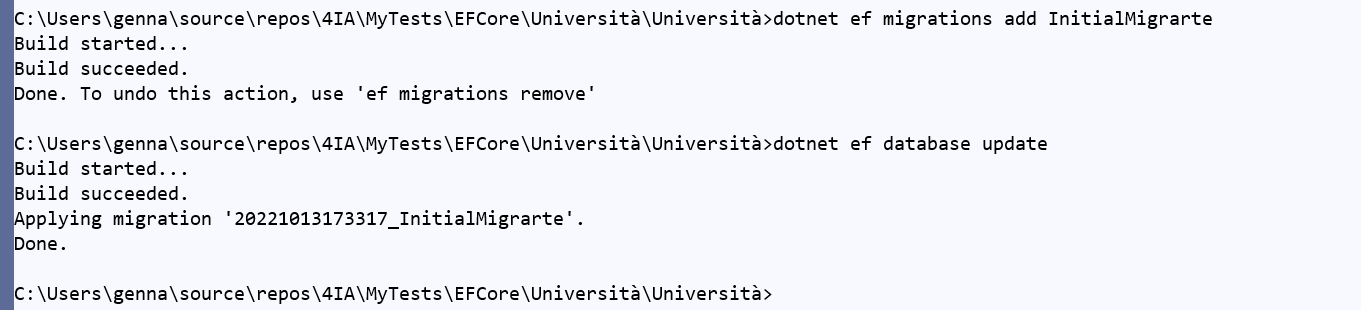 C:\Users\genna\source\repos\4IA\MyTests\EFCore\Università\Università>dotnet ef migrations add InitialMigrarte
Build started...
Build succeeded.
Done. To undo this action, use 'ef migrations remove'
C:\Users\genna\source\repos\4IA\MyTests\EFCore\Università\Università>dotnet ef database update
Build started...
Build succeeded.
Applying migration '20221013173317_InitialMigrarte'.
Done.
C:\Users\genna\source\repos\4IA\MyTests\EFCore\Università\Università>